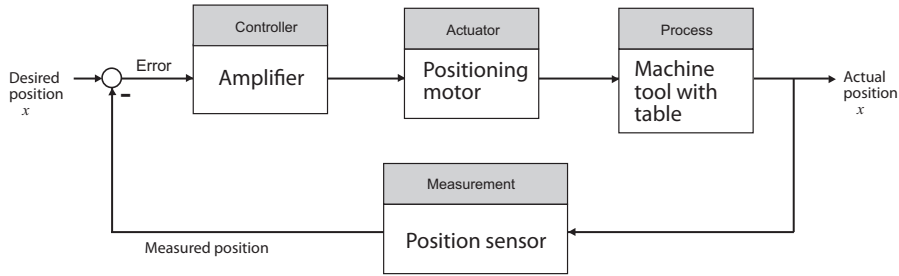 Controller
Actuator
Process
Desired
position
x
Error
Amplifier
Positioning
motor
Machine
tool with
table
Actual
position
x
Measurement
Position sensor
Measured position